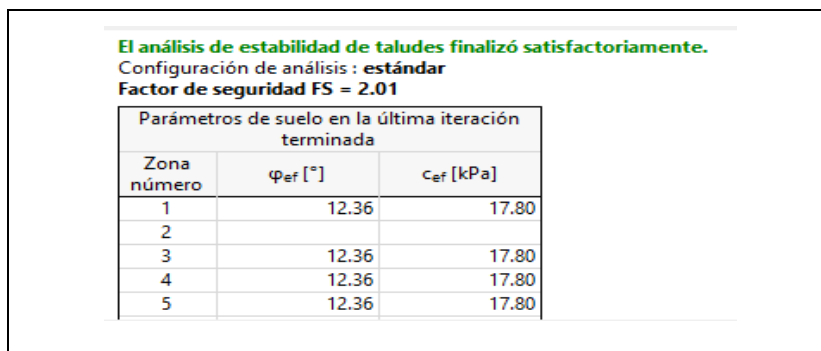 El análisis de estabilidad de taludes finalizó satisfactoriamente.
Configuración de análisis : estándar
Factor de seguridad FS = 2.01
Parámetros de suelo en la última iteración
terminada
Zona
número φef [°] cef [kPa]
1 12.36 17.80
2
3 12.36 17.80
4 12.36 17.80
5 12.36 17.80